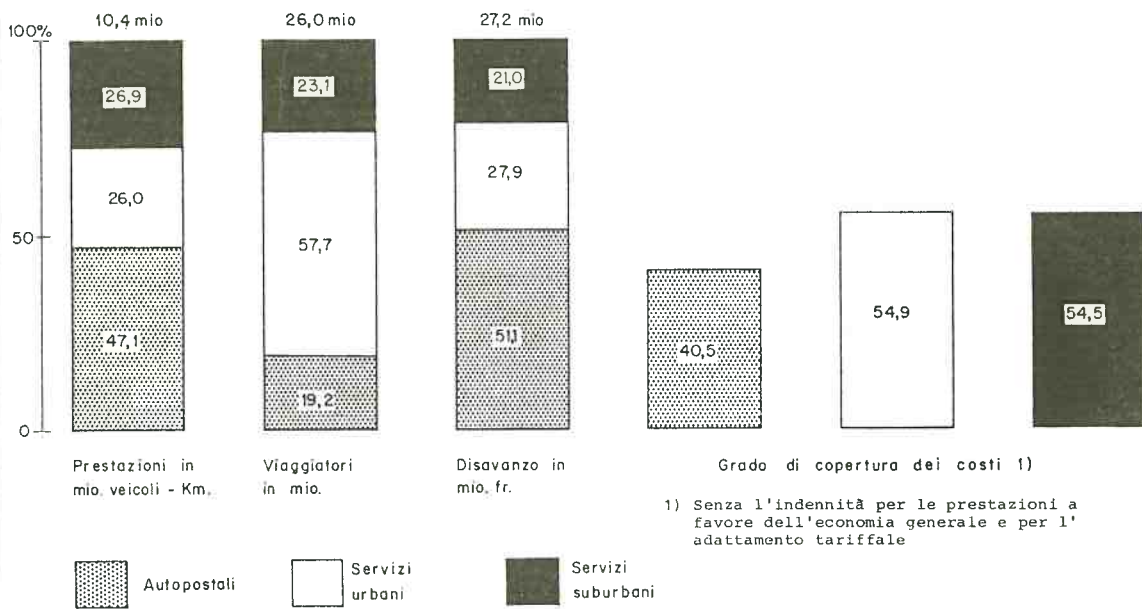 10,4 mio
26,0 mio
27,2 mio
100%
26,9
23,1
21,0
26,0
57,7
27,9
50
47,1
19,2
51,1
40,5
54,9
54,5
0
Prestazioni in
mio. veicoli - Km.
Viaggiatori
in mio.
Disavanzo in
mio. fr.
Grado di copertura dei costi 1)
1) Senza l'indennità per le prestazioni a
favore dell'economia generale e per l'
adattamento tariffale
Autopostali
Servizi
urbani
Servizi
suburbani